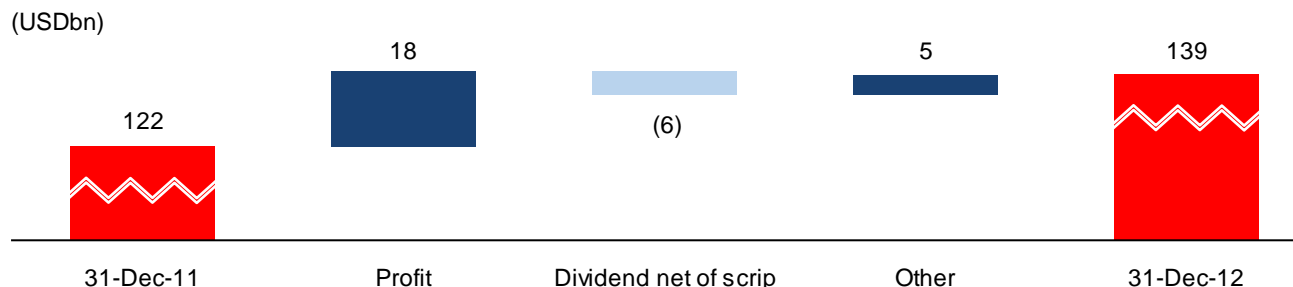 (USDbn)
122
18
(6)
5
139
31-Dec-11
Profit
Dividend net of scrip
Other
31-Dec-12